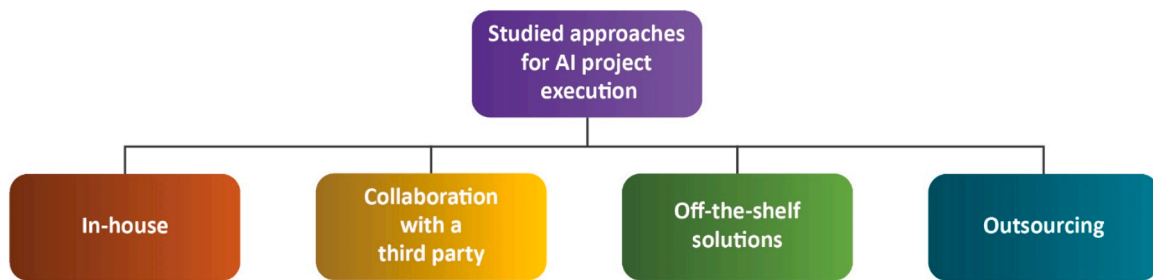 Studied approaches
for AI project
execution
In-house
Collaboration
with a
third party
Off-the-shelf
solutions
Outsourcing